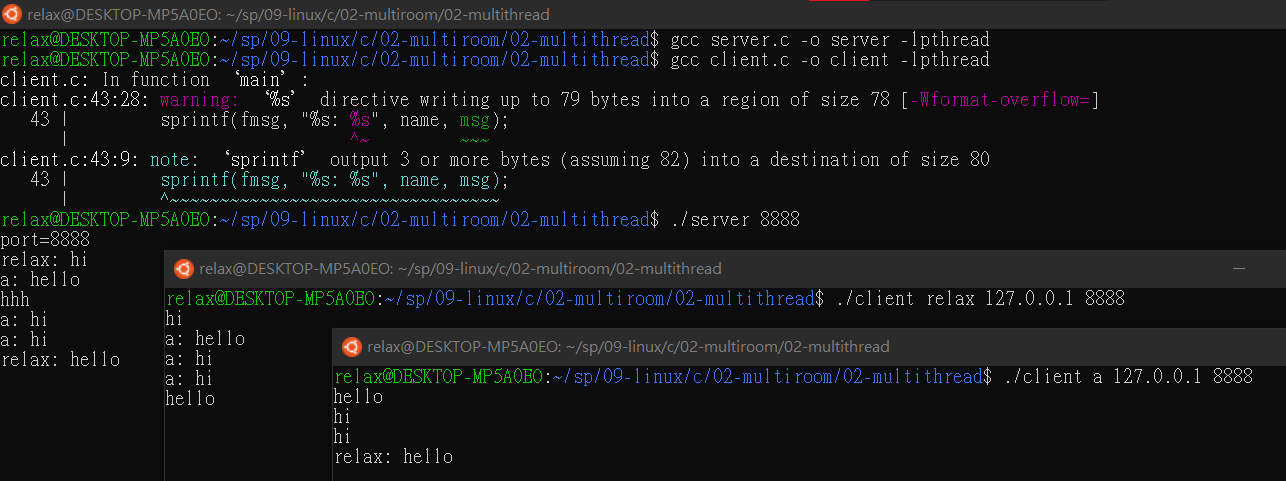 relax@DESKTOP-MP5A0EO: ~/sp/09-linux/c/02-multiroom/02-multithread
relax@DESKTOP-MP5A0EO:~/sp/09-linux/c/02-multiroom/02-multithread$ gcc server.c -o server -lpthread
relax@DESKTOP-MP5A0EO:~/sp/09-linux/c/02-multiroom/02-multithread$ gcc client.c -o client -lpthread
client.c: In function ‘main’:
client.c:43:28: warning: ‘%s’ directive writing up to 79 bytes into a region of size 78 [-Wformat-overflow=]
   43 |         sprintf(fmsg, "%s: %s", name, msg);
      |                            ^~         ~~~
client.c:43:9: note: ‘sprintf’ output 3 or more bytes (assuming 82) into a destination of size 80
   43 |         sprintf(fmsg, "%s: %s", name, msg);
      |         ^~~~~~~~~~~~~~~~~~~~~~~~~~~~~~~~~~
relax@DESKTOP-MP5A0EO:~/sp/09-linux/c/02-multiroom/02-multithread$ ./server 8888
port=8888
relax: hi
a: hello
hhh
a: hi
a: hi
relax: hello
relax@DESKTOP-MP5A0EO: ~/sp/09-linux/c/02-multiroom/02-multithread
relax@DESKTOP-MP5A0EO:~/sp/09-linux/c/02-multiroom/02-multithread$ ./client relax 127.0.0.1 8888
hi
a: hello
a: hi
a: hi
hello
relax@DESKTOP-MP5A0EO: ~/sp/09-linux/c/02-multiroom/02-multithread
relax@DESKTOP-MP5A0EO:~/sp/09-linux/c/02-multiroom/02-multithread$ ./client a 127.0.0.1 8888
hello
hi
hi
relax: hello